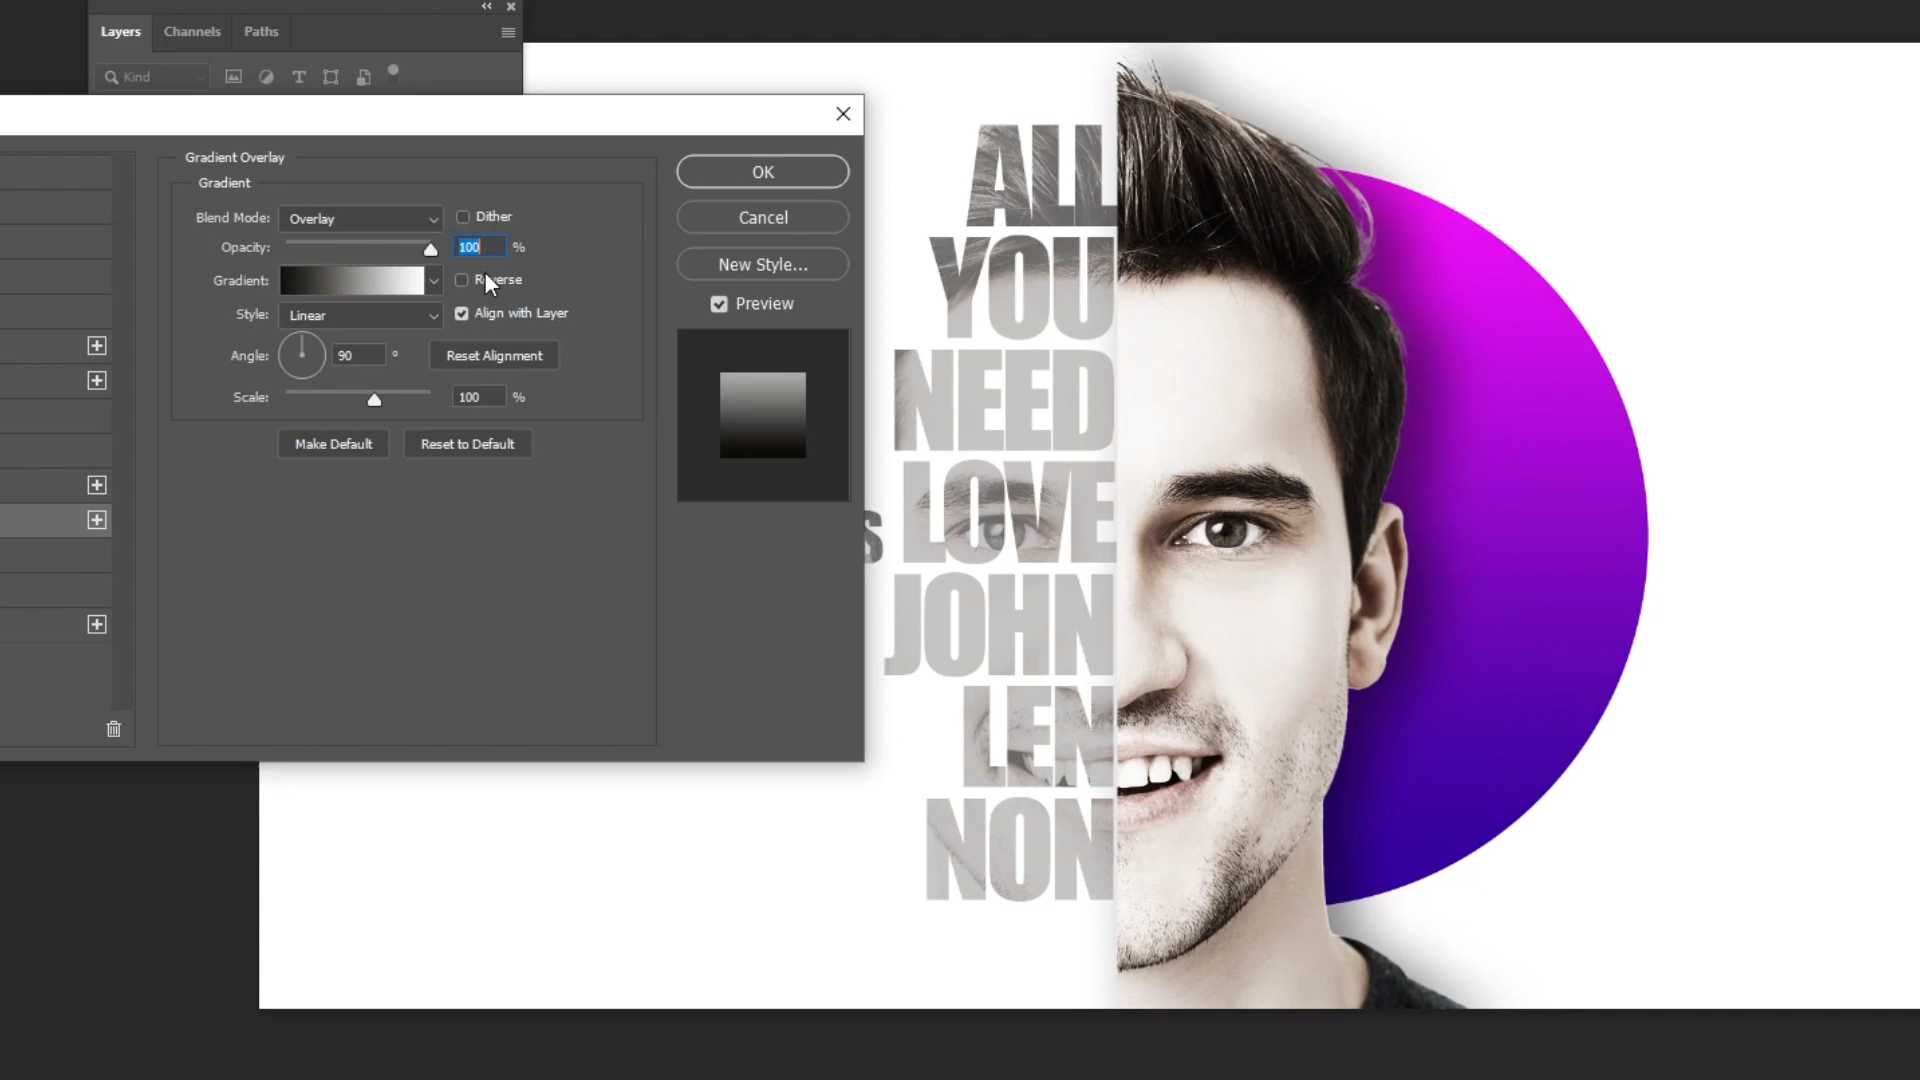 Layers Channels Paths
Kind
Gradient Overlay
Gradient
Blend Mode: Overlay Dither
Opacity: 100 %
Gradient: Reverse
Style: Linear Align with Layer
Angle: 90 ° Reset Alignment
Scale: 100 %
Make Default Reset to Default
OK
Cancel
New Style...
Preview
ALL
YOU
NEED
S LOVE
JOHN
LEN
NON